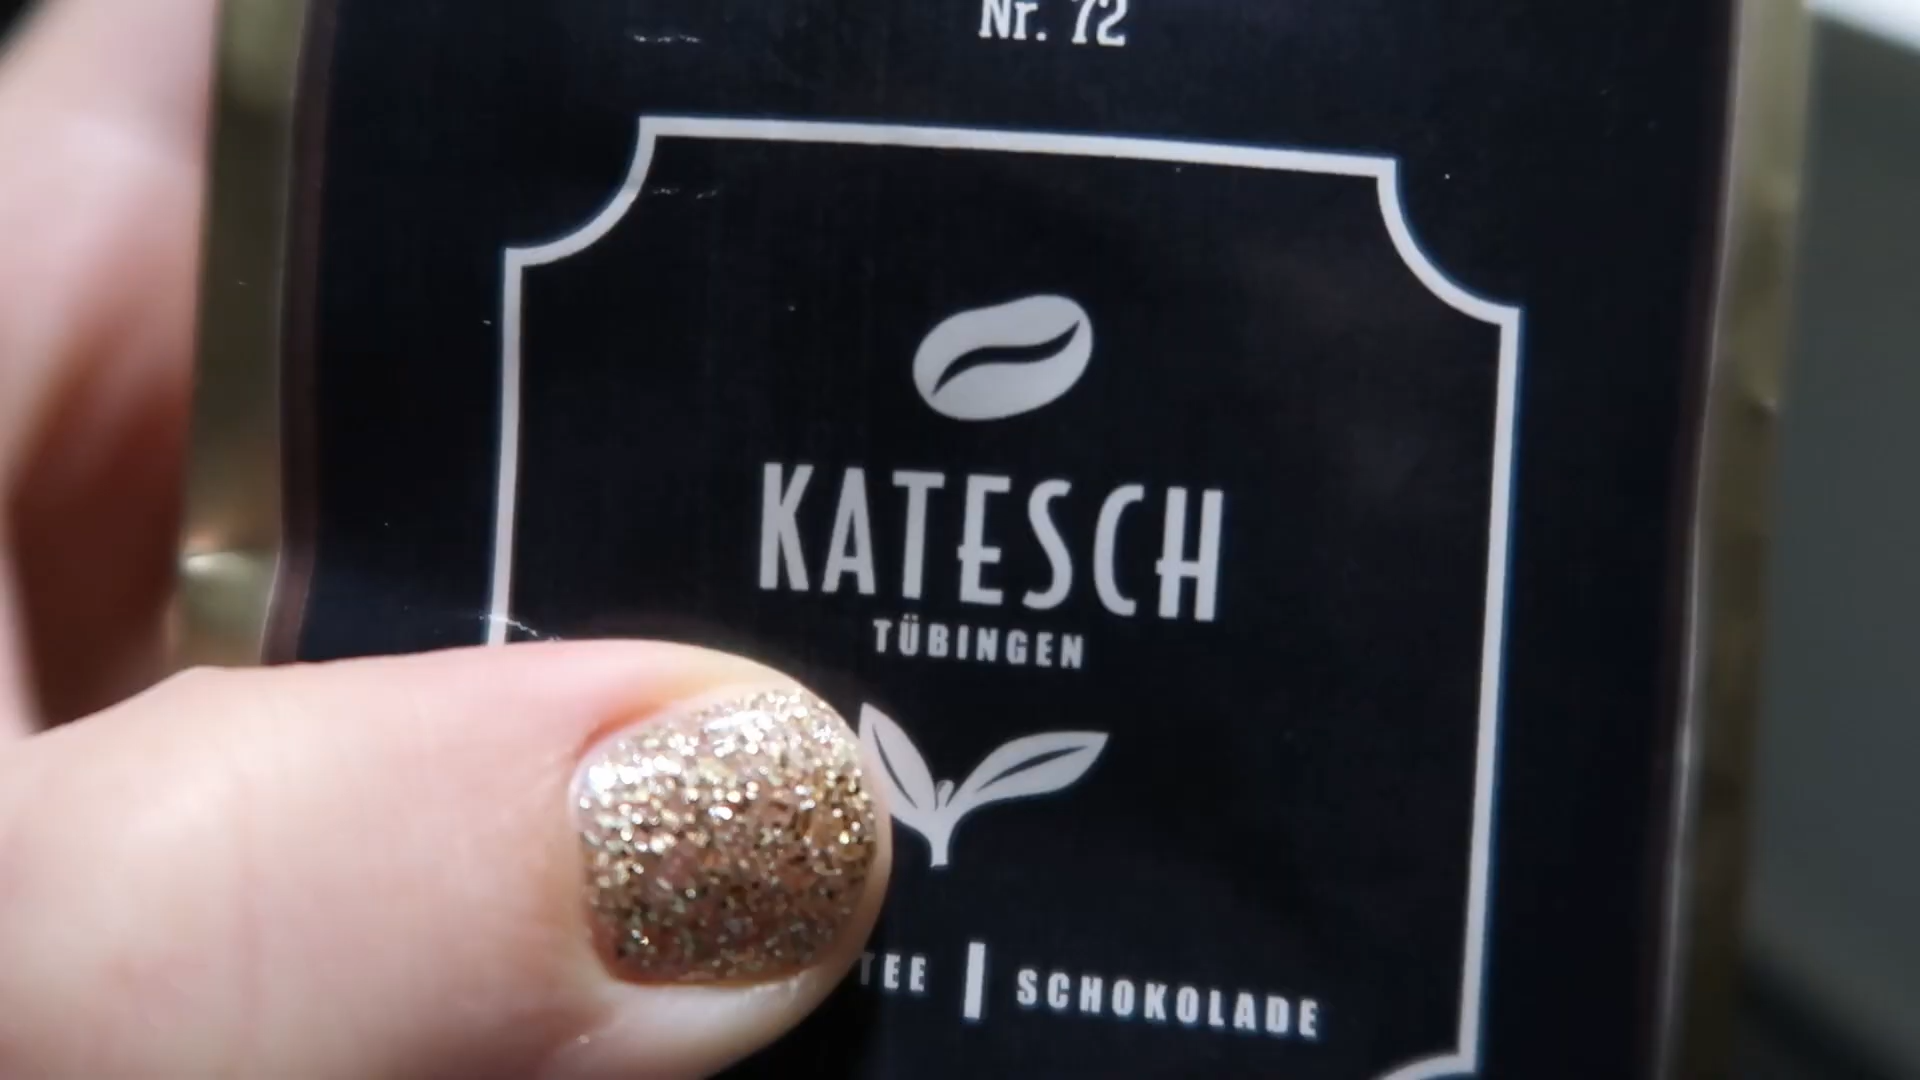 Nr. 72
KATESCH
TÜBINGEN
TEE | SCHOKOLADE